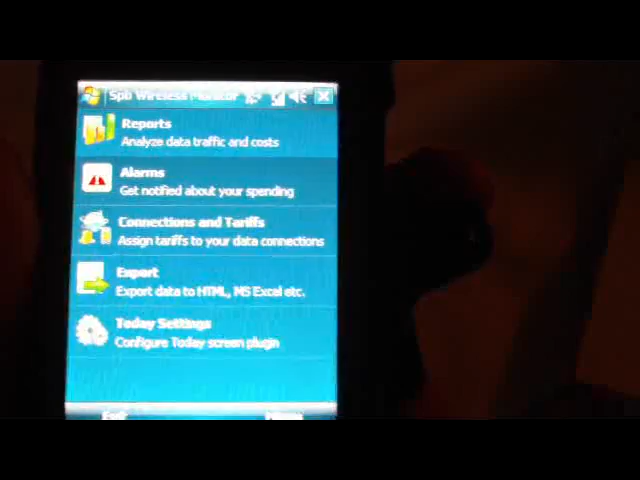 Spb Wireless Monitor
Reports
Analyze data traffic and costs
Alarms
Get notified about your spending
Connections and Tariffs
Assign tariffs to your data connections
Export
Export data to HTML, MS Excel etc.
Today Settings
Configure Today screen plugin